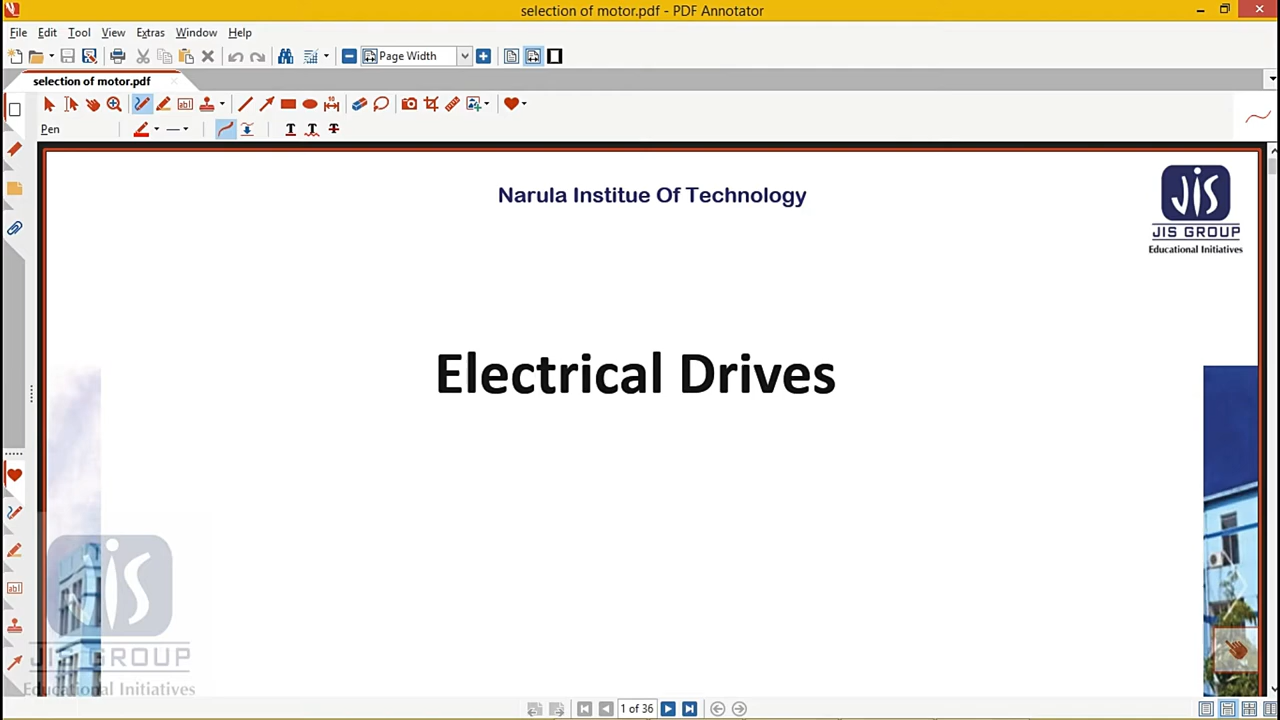 selection of motor.pdf - PDF Annotator
File Edit Tool View Extras Window Help
Page Width
selection of motor.pdf
Pen
Narula Institue Of Technology
JIS
JIS GROUP
Educational Initiatives
Electrical Drives
JIS
JIS GROUP
Educational Initiatives
1 of 36